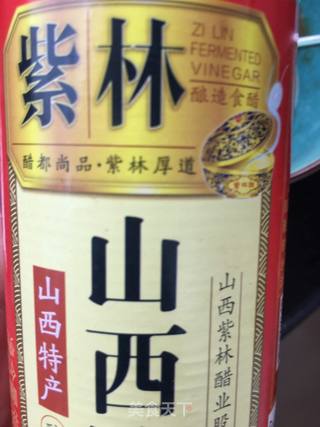 紫林
ZI LIN
FERMENTED
VINEGAR
酿造食醋
醋都尚品·紫林厚道
山西
山西特产
山西紫林醋业股
美食天下